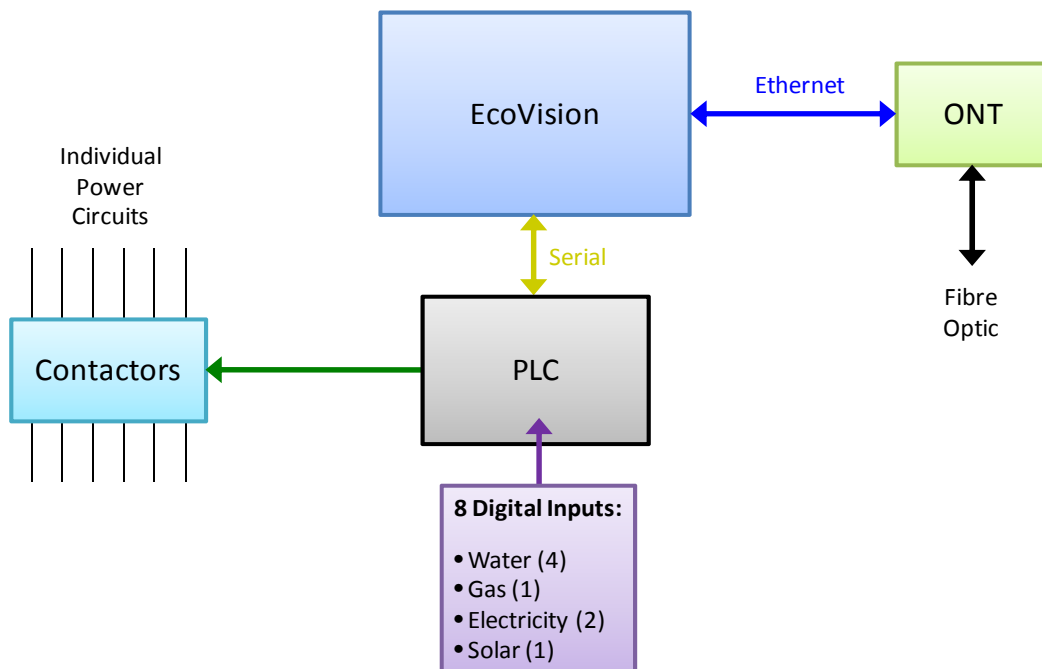 EcoVision
Ethernet
ONT
Individual
Power
Circuits
Serial
Fibre
Optic
Contactors
PLC
8 Digital Inputs:
• Water (4)
• Gas (1)
• Electricity (2)
• Solar (1)